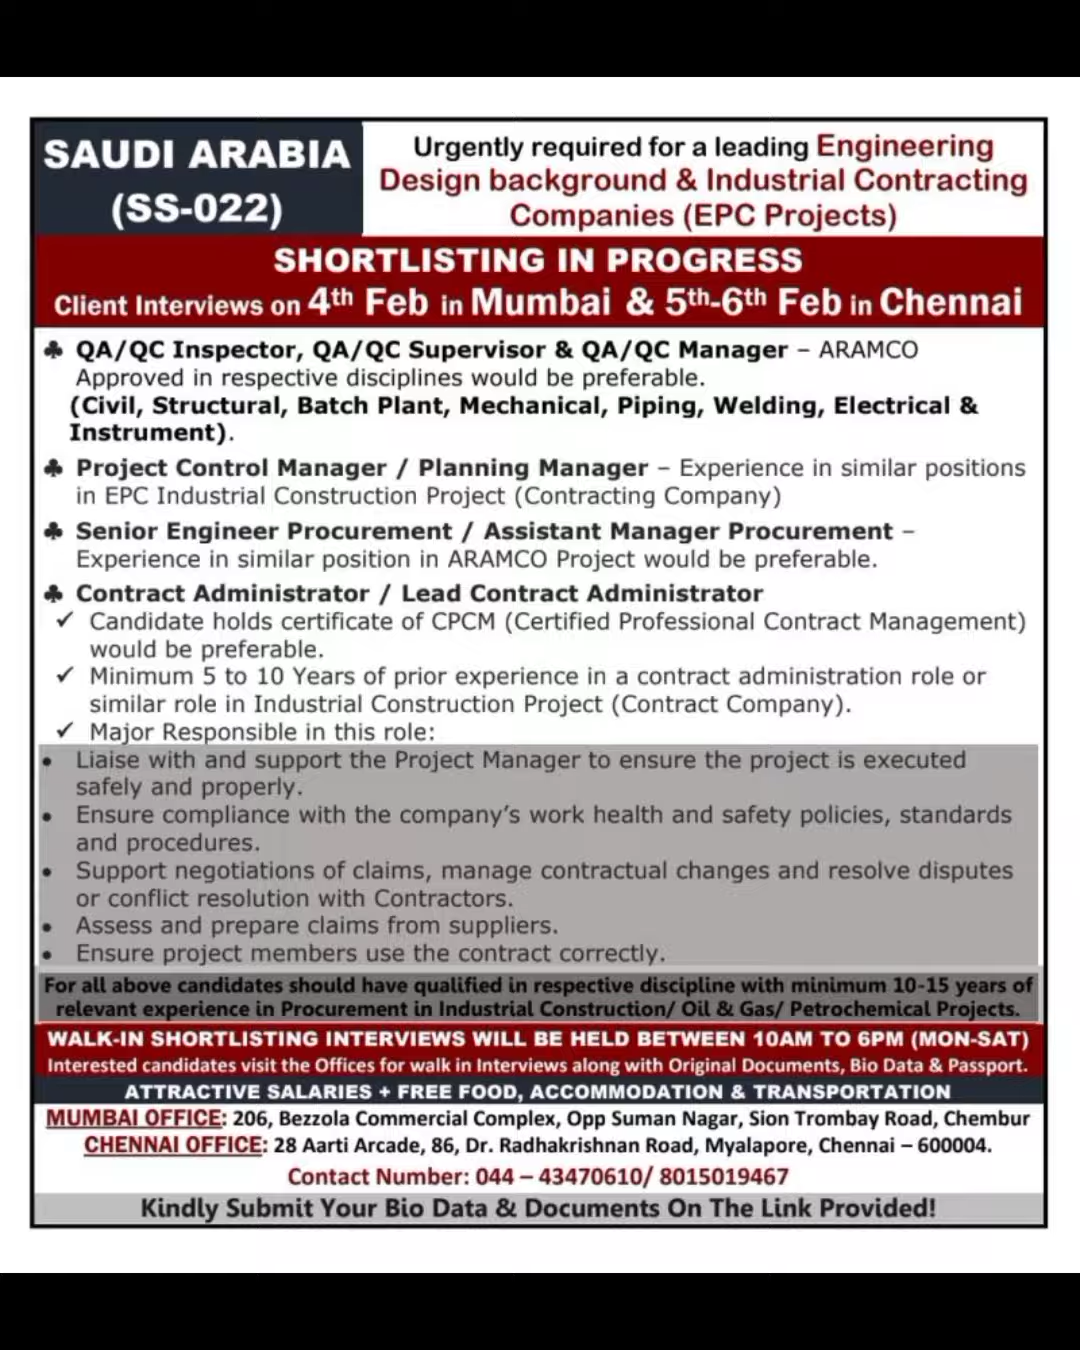 SAUDI ARABIA
(SS-022)
Urgently required for a leading Engineering
Design background & Industrial Contracting
Companies (EPC Projects)
SHORTLISTING IN PROGRESS
Client Interviews on 4th Feb in Mumbai & 5th-6th Feb in Chennai
♣ QA/QC Inspector, QA/QC Supervisor & QA/QC Manager – ARAMCO
Approved in respective disciplines would be preferable.
(Civil, Structural, Batch Plant, Mechanical, Piping, Welding, Electrical &
Instrument).
♣ Project Control Manager / Planning Manager – Experience in similar positions
in EPC Industrial Construction Project (Contracting Company)
♣ Senior Engineer Procurement / Assistant Manager Procurement –
Experience in similar position in ARAMCO Project would be preferable.
♣ Contract Administrator / Lead Contract Administrator
✓ Candidate holds certificate of CPCM (Certified Professional Contract Management)
would be preferable.
✓ Minimum 5 to 10 Years of prior experience in a contract administration role or
similar role in Industrial Construction Project (Contract Company).
✓ Major Responsible in this role:
• Liaise with and support the Project Manager to ensure the project is executed
safely and properly.
• Ensure compliance with the company's work health and safety policies, standards
and procedures.
• Support negotiations of claims, manage contractual changes and resolve disputes
or conflict resolution with Contractors.
• Assess and prepare claims from suppliers.
• Ensure project members use the contract correctly.
For all above candidates should have qualified in respective discipline with minimum 10-15 years of
relevant experience in Procurement in Industrial Construction/ Oil & Gas/ Petrochemical Projects.
WALK-IN SHORTLISTING INTERVIEWS WILL BE HELD BETWEEN 10AM TO 6PM (MON-SAT)
Interested candidates visit the Offices for walk in Interviews along with Original Documents, Bio Data & Passport.
ATTRACTIVE SALARIES + FREE FOOD, ACCOMMODATION & TRANSPORTATION
MUMBAI OFFICE: 206, Bezzola Commercial Complex, Opp Suman Nagar, Sion Trombay Road, Chembur
CHENNAI OFFICE: 28 Aarti Arcade, 86, Dr. Radhakrishnan Road, Myalapore, Chennai – 600004.
Contact Number: 044 – 43470610/ 8015019467
Kindly Submit Your Bio Data & Documents On The Link Provided!